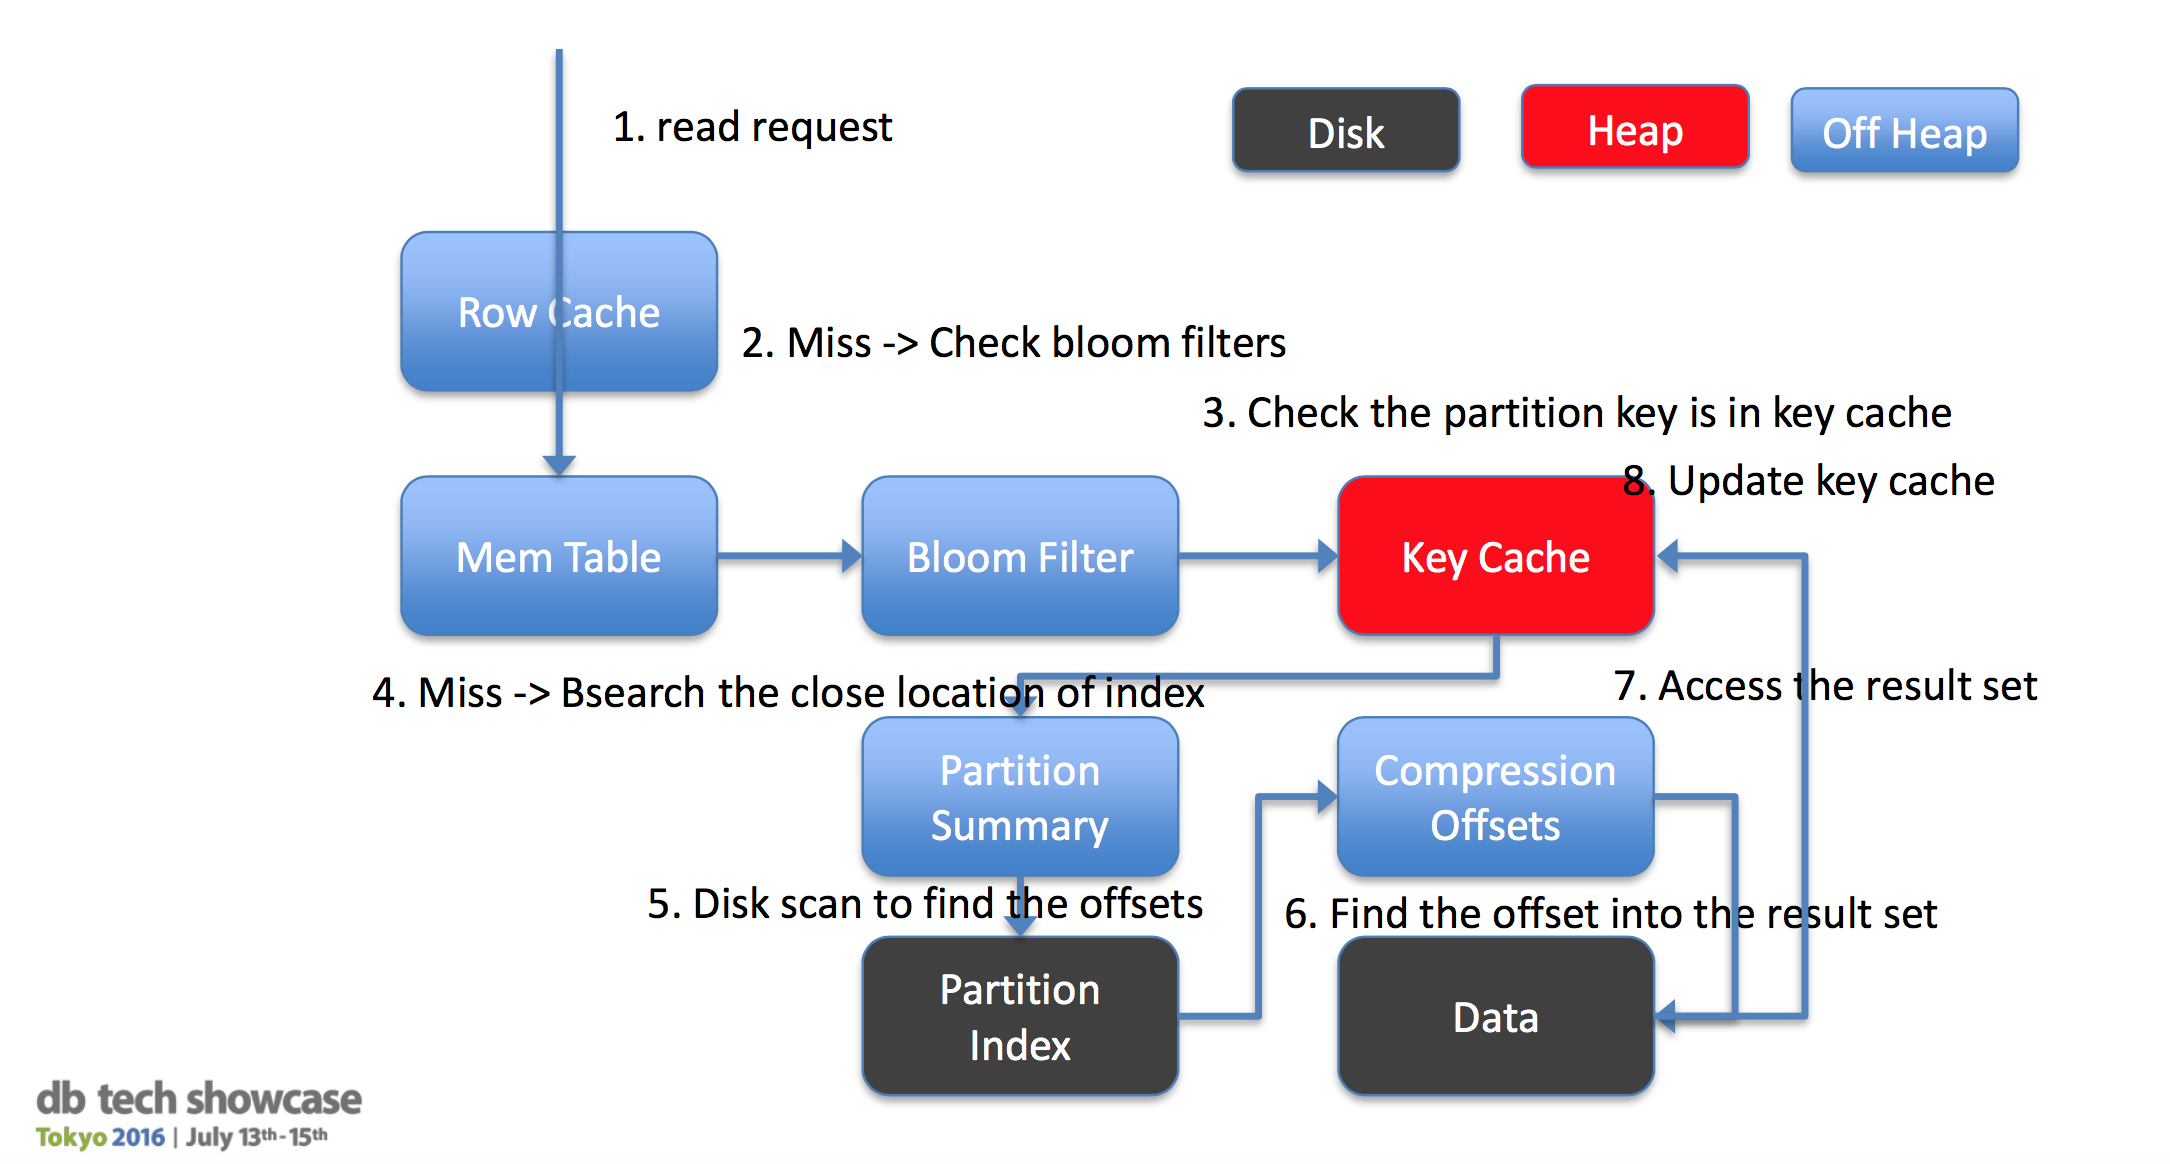 1. read request
Disk
Heap
Off Heap
Row Cache
2. Miss -> Check bloom filters
3. Check the partition key is in key cache
8. Update key cache
Mem Table
Bloom Filter
Key Cache
4. Miss -> Bsearch the close location of index
7. Access the result set
Partition
Summary
Compression
Offsets
5. Disk scan to find the offsets
6. Find the offset into the result set
Partition
Index
Data
db tech showcase
Tokyo 2016 | July 13th-15th